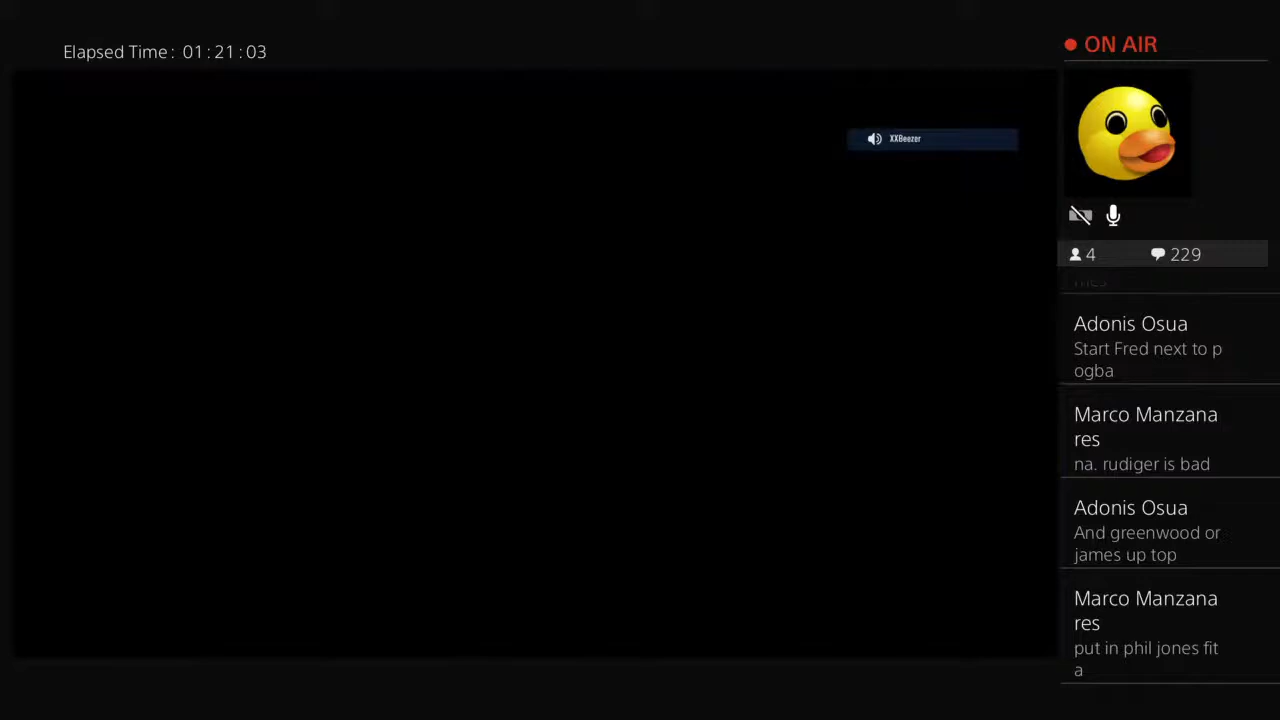 Elapsed Time: 01:21:03
ON AIR
XXBeezer
4 229
Adonis Osua
Start Fred next to p
ogba
Marco Manzana
res
na. rudiger is bad
Adonis Osua
And greenwood or
james up top
Marco Manzana
res
put in phil jones fit
a